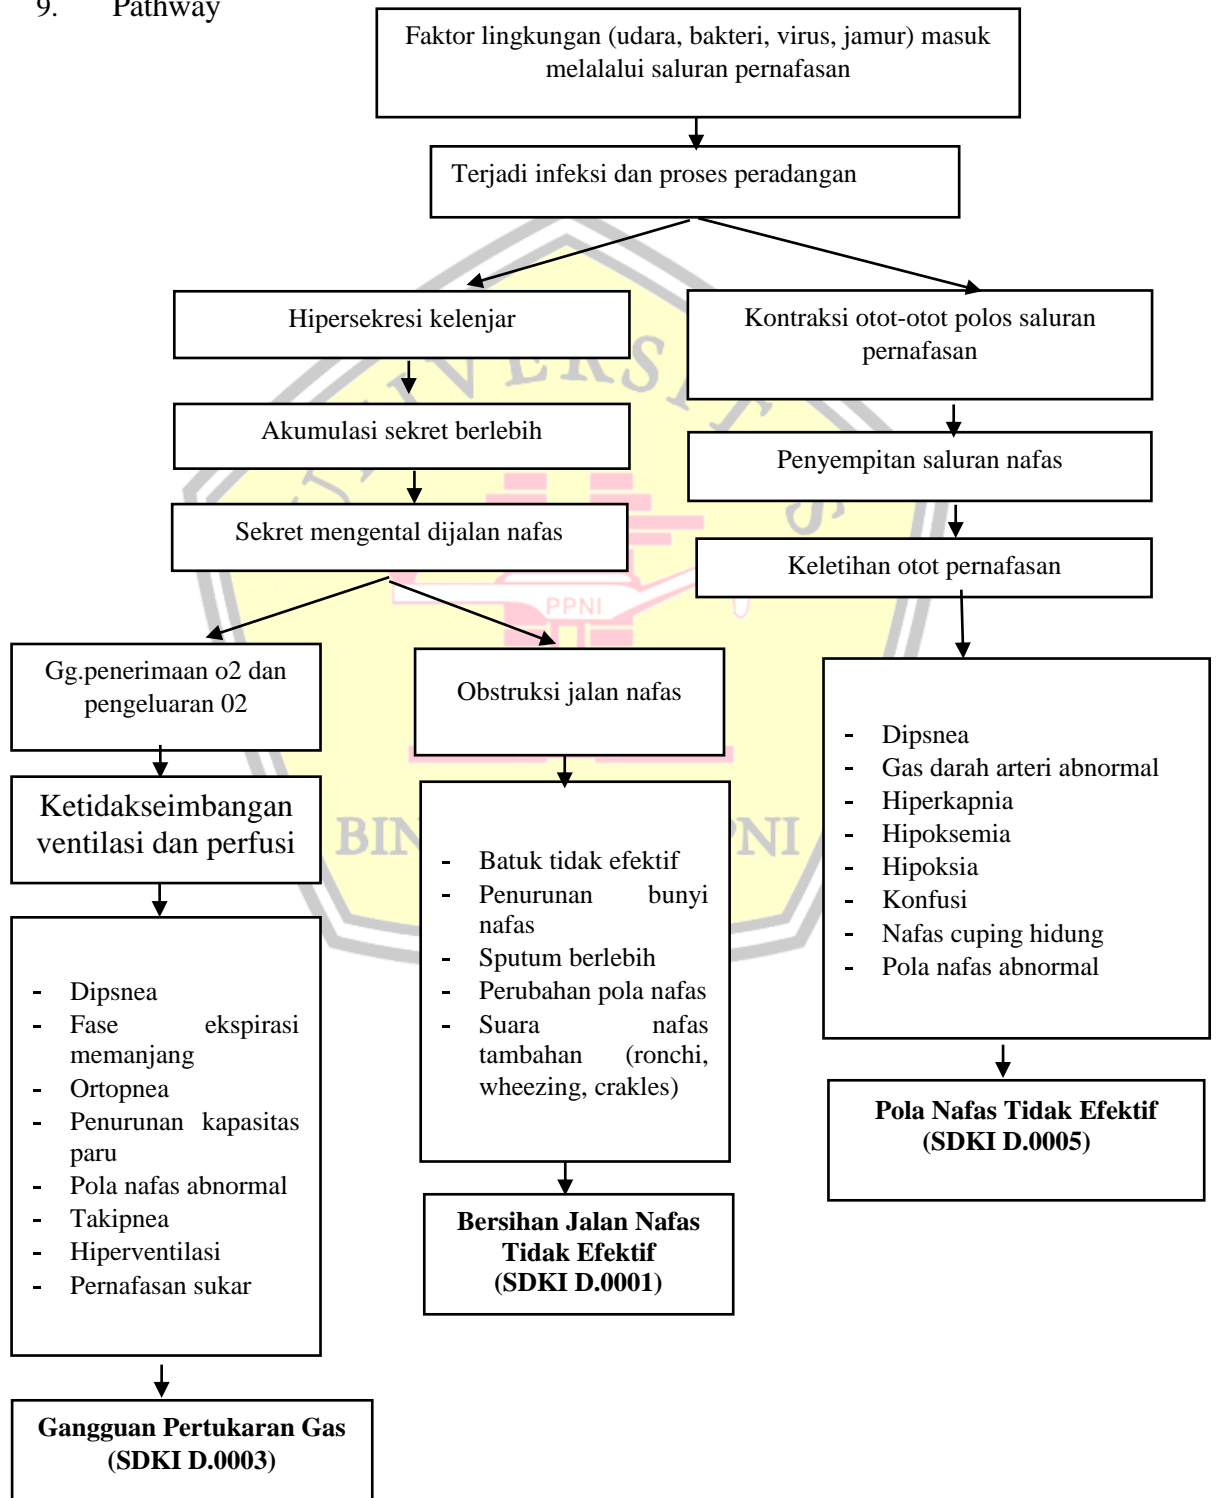 9. Pathway
Faktor lingkungan (udara, bakteri, virus, jamur) masuk
melalalui saluran pernafasan
Terjadi infeksi dan proses peradangan
Hipersekresi kelenjar
Kontraksi otot-otot polos saluran
pernafasan
Akumulasi sekret berlebih
Penyempitan saluran nafas
Sekret mengental dijalan nafas
Keletihan otot pernafasan
PPNI
Gg.penerimaan o2 dan
pengeluaran 02
Obstruksi jalan nafas
Ketidakseimbangan
ventilasi dan perfusi
- Dipsnea
- Gas darah arteri abnormal
- Hiperkapnia
- Hipoksemia
- Hipoksia
- Konfusi
- Nafas cuping hidung
- Pola nafas abnormal
- Batuk tidak efektif
- Penurunan bunyi
nafas
- Sputum berlebih
- Perubahan pola nafas
- Suara nafas
tambahan (ronchi,
wheezing, crakles)
- Dipsnea
- Fase ekspirasi
memanjang
- Ortopnea
- Penurunan kapasitas
paru
- Pola nafas abnormal
- Takipnea
- Hiperventilasi
- Pernafasan sukar
Pola Nafas Tidak Efektif
(SDKI D.0005)
Bersihan Jalan Nafas
Tidak Efektif
(SDKI D.0001)
Gangguan Pertukaran Gas
(SDKI D.0003)